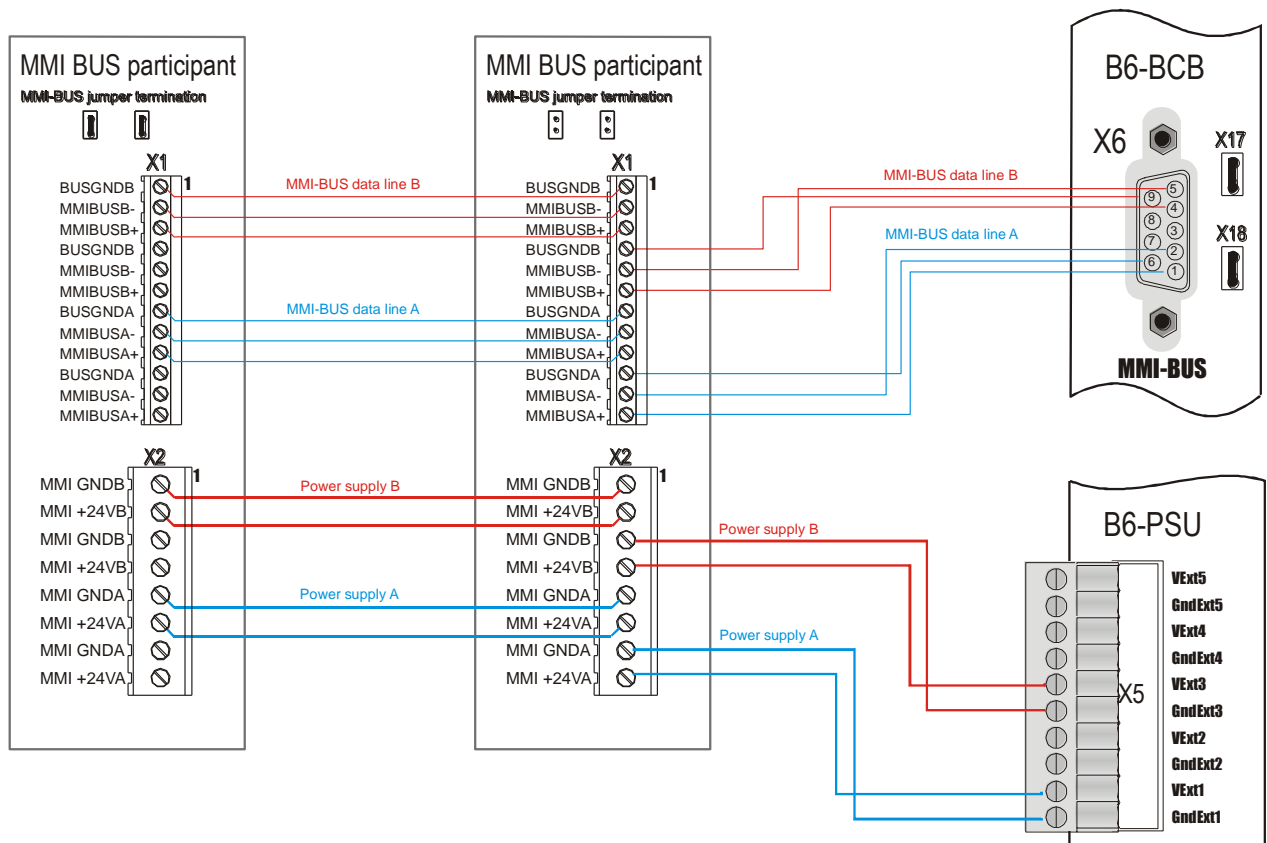 MMI BUS participant
MMI-BUS jumper termination
X1
1
BUSGNDB
MMIBUSB-
MMIBUSB+
BUSGNDB
MMIBUSB-
MMIBUSB+
BUSGNDA
MMIBUSA-
MMIBUSA+
BUSGNDA
MMIBUSA-
MMIBUSA+
X2
1
MMI GNDB
MMI +24VB
MMI GNDB
MMI +24VB
MMI GNDA
MMI +24VA
MMI GNDA
MMI +24VA
MMI-BUS data line B
MMI-BUS data line A
Power supply B
Power supply A
MMI BUS participant
MMI-BUS jumper termination
X1
1
BUSGNDB
MMIBUSB-
MMIBUSB+
BUSGNDB
MMIBUSB-
MMIBUSB+
BUSGNDA
MMIBUSA-
MMIBUSA+
BUSGNDA
MMIBUSA-
MMIBUSA+
X2
1
MMI GNDB
MMI +24VB
MMI GNDB
MMI +24VB
MMI GNDA
MMI +24VA
MMI GNDA
MMI +24VA
MMI-BUS data line B
MMI-BUS data line A
Power supply B
Power supply A
B6-BCB
X6
X17
X18
5
9
4
8
3
7
2
6
1
MMI-BUS
B6-PSU
X5
VExt5
GndExt5
VExt4
GndExt4
VExt3
GndExt3
VExt2
GndExt2
VExt1
GndExt1